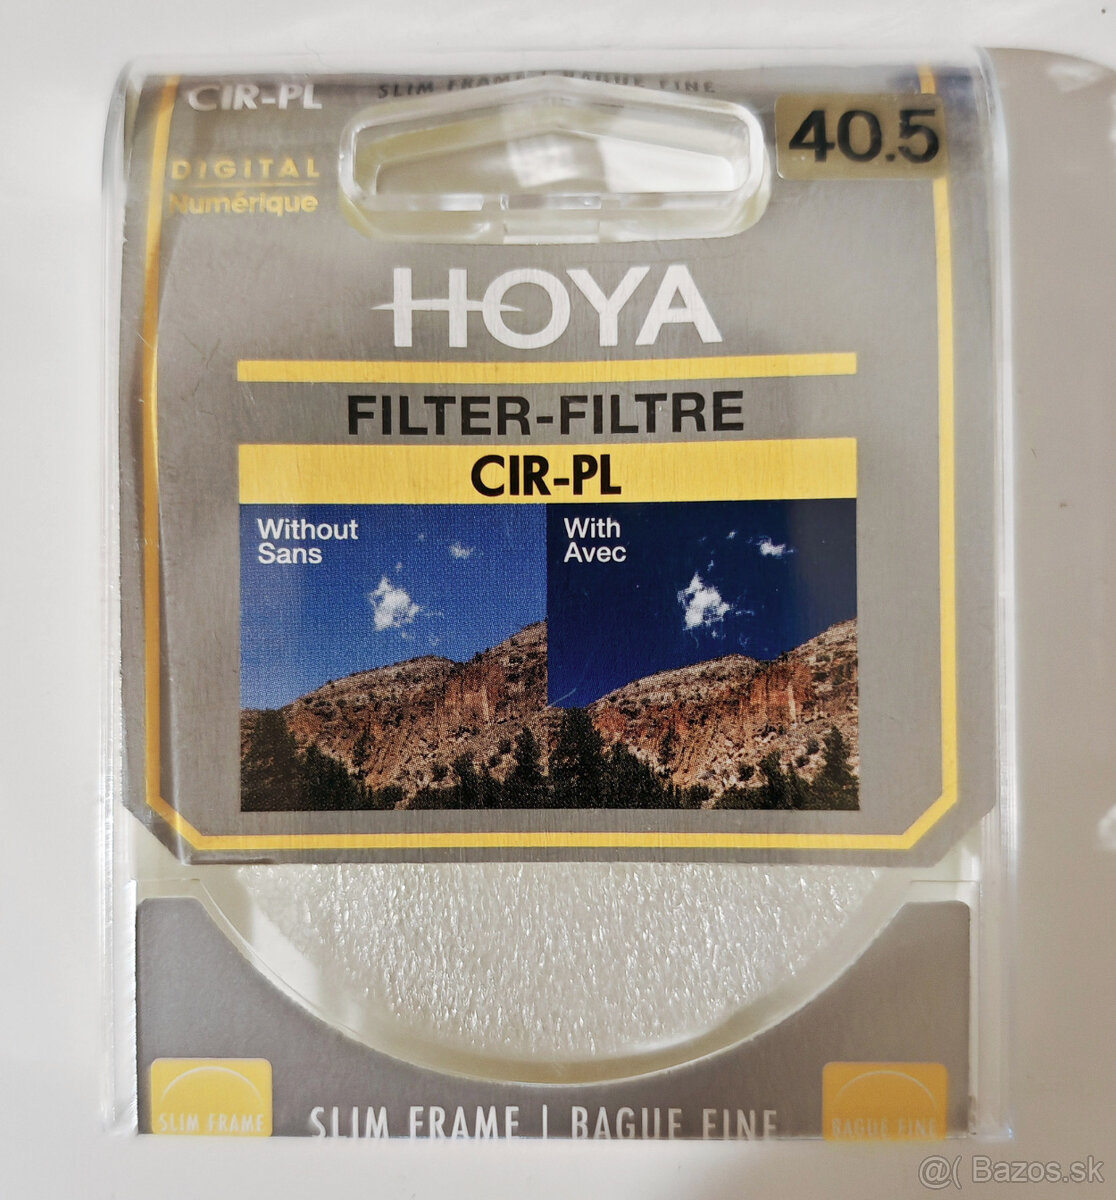 CIR-PL
SLIM FRAME | BAGUE FINE
40.5
DIGITAL
Numérique
HOYA
FILTER-FILTRE
CIR-PL
Without
Sans
With
Avec
SLIM FRAME
SLIM FRAME | BAGUE FINE
BAGUE FINE
@( Bazos.sk